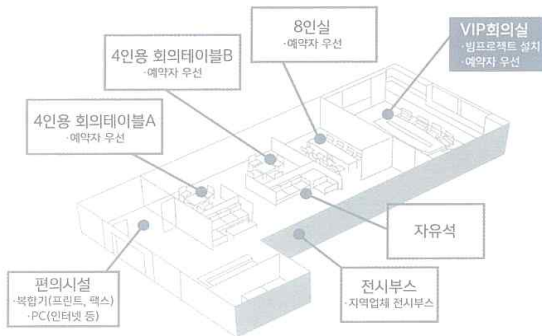 8인실
·예약자 우선
VIP회의실
·빔프로젝트 설치
·예약자 우선
4인용 회의테이블B
·예약자 우선
4인용 회의테이블A
·예약자 우선
자유석
편의시설
·복합기(프린트, 팩스)
·PC(인터넷 등)
전시부스
·지역업체 전시부스